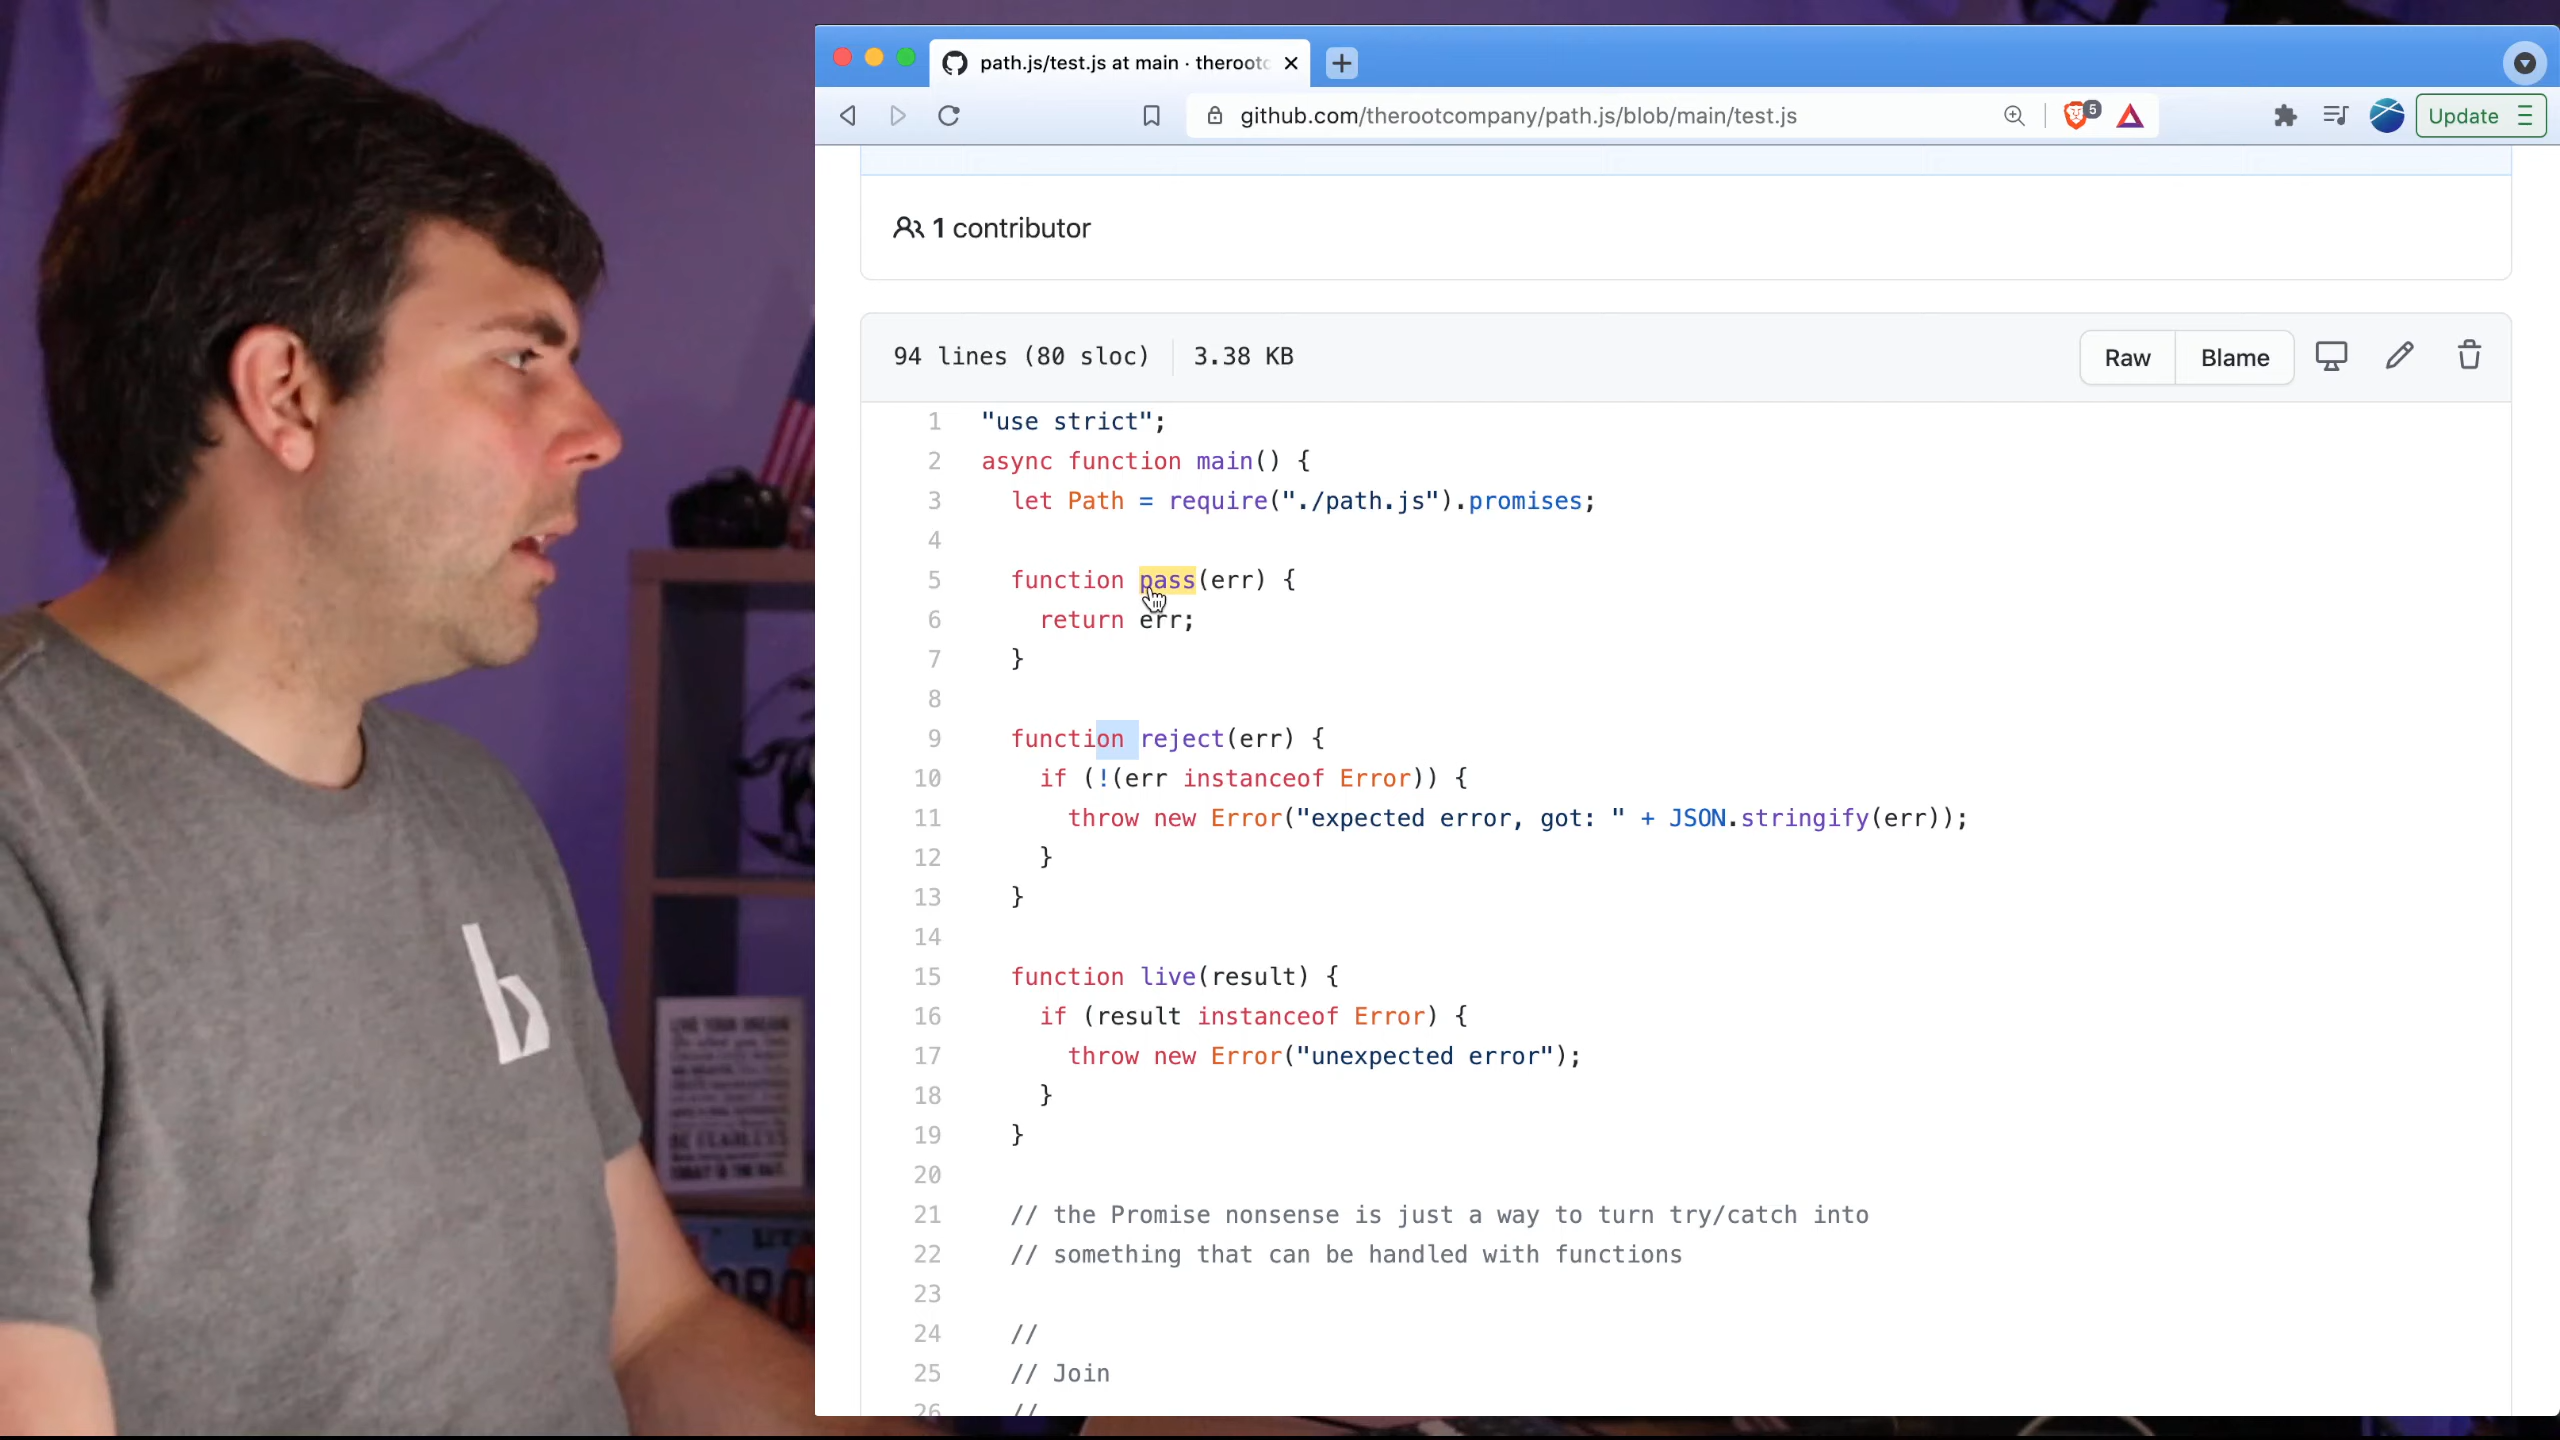 path.js/test.js at main · theroot
github.com/therootcompany/path.js/blob/main/test.js
5
Update
1 contributor
94 lines (80 sloc) 3.38 KB
Raw
Blame
1 "use strict";
2 async function main() {
3 let Path = require("./path.js").promises;
4
5 function pass(err) {
6 return err;
7 }
8
9 function reject(err) {
10 if (!(err instanceof Error)) {
11 throw new Error("expected error, got: " + JSON.stringify(err));
12 }
13 }
14
15 function live(result) {
16 if (result instanceof Error) {
17 throw new Error("unexpected error");
18 }
19 }
20
21 // the Promise nonsense is just a way to turn try/catch into
22 // something that can be handled with functions
23
24 //
25 // Join
26 //
b
LIVE YOUR DREAM